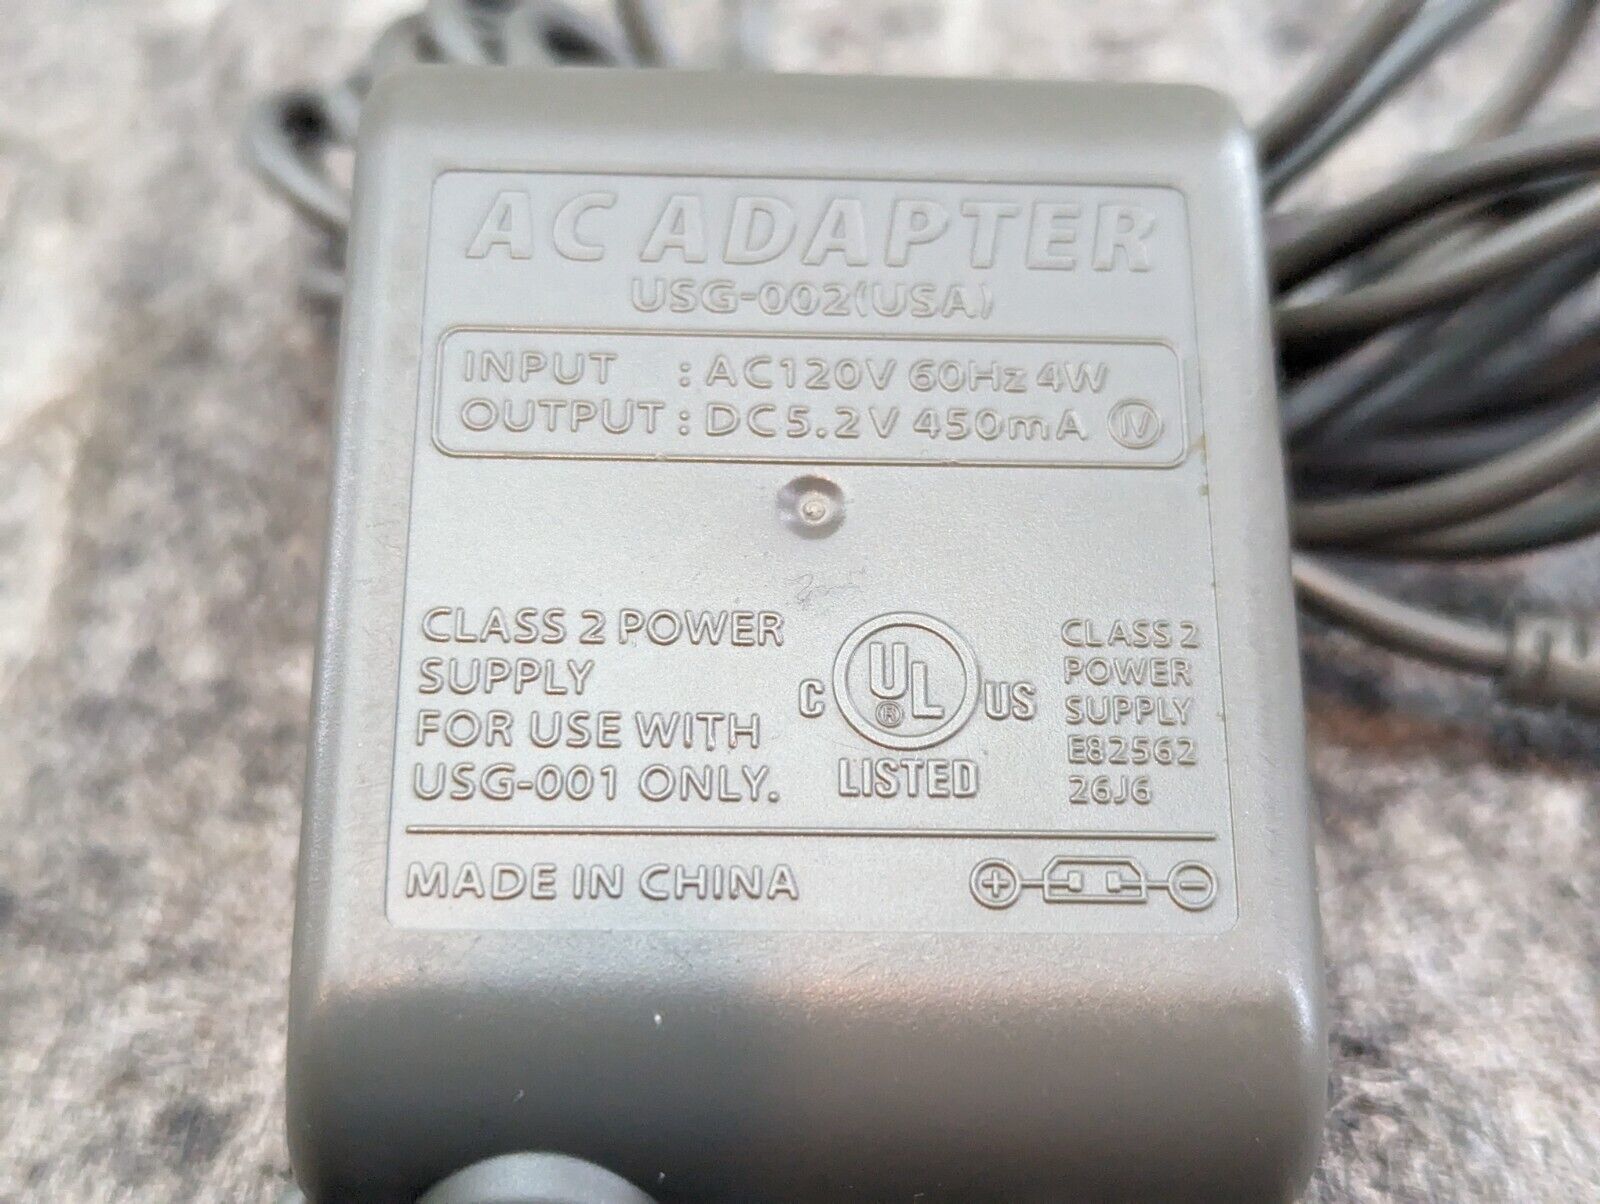 AC ADAPTER
USG-002(USA)
INPUT : AC120V 60Hz 4W
OUTPUT : DC5.2V 450mA IV
CLASS 2 POWER
SUPPLY
FOR USE WITH
USG-001 ONLY.
C UL® US
LISTED
CLASS 2
POWER
SUPPLY
E82562
26J6
MADE IN CHINA